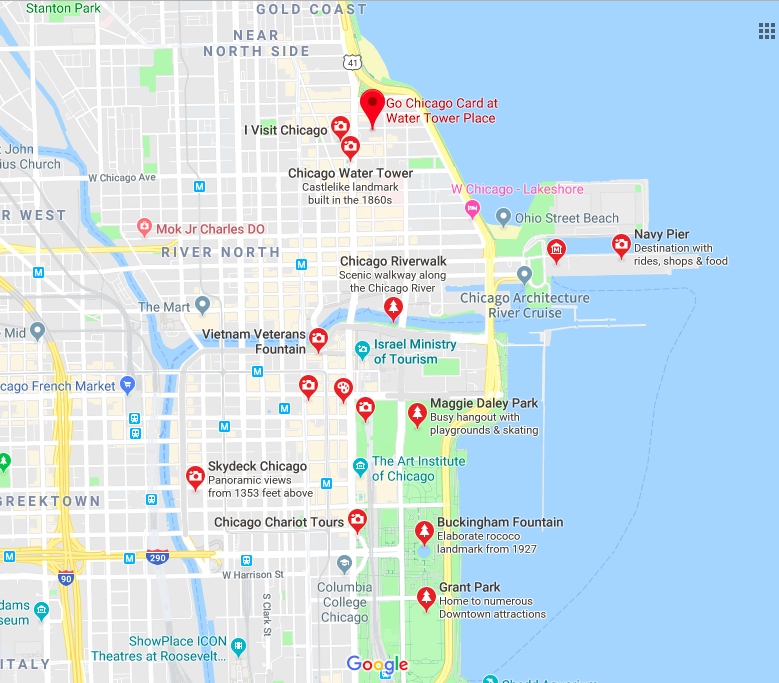 Stanton Park
GOLD COAST
NEAR
NORTH SIDE
41
Go Chicago Card at
Water Tower Place
I Visit Chicago
t John
ius Church
Chicago Water Tower
Castlelike landmark
built in the 1860s
W Chicago Ave
M
W Chicago - Lakeshore
R WEST
Ohio Street Beach
Mok Jr Charles DO
Navy Pier
Destination with
rides, shops & food
RIVER NORTH
M
M
Chicago Riverwalk
Scenic walkway along
the Chicago River
Chicago Architecture
River Cruise
The Mart
Mid
Vietnam Veterans
Fountain
Israel Ministry
of Tourism
M
cago French Market
M
Maggie Daley Park
Busy hangout with
playgrounds & skating
M
The Art Institute
of Chicago
Skydeck Chicago
Panoramic views
from 1353 feet above
M
GREEKTOWN
Chicago Chariot Tours
Buckingham Fountain
Elaborate rococo
landmark from 1927
M
M
290
W Harrison St
90
Columbia
College
Chicago
Grant Park
Home to numerous
Downtown attractions
dams
seum
S Clark St
ShowPlace ICON
Theatres at Roosevelt...
ITALY
Google
Shedd Aquarium